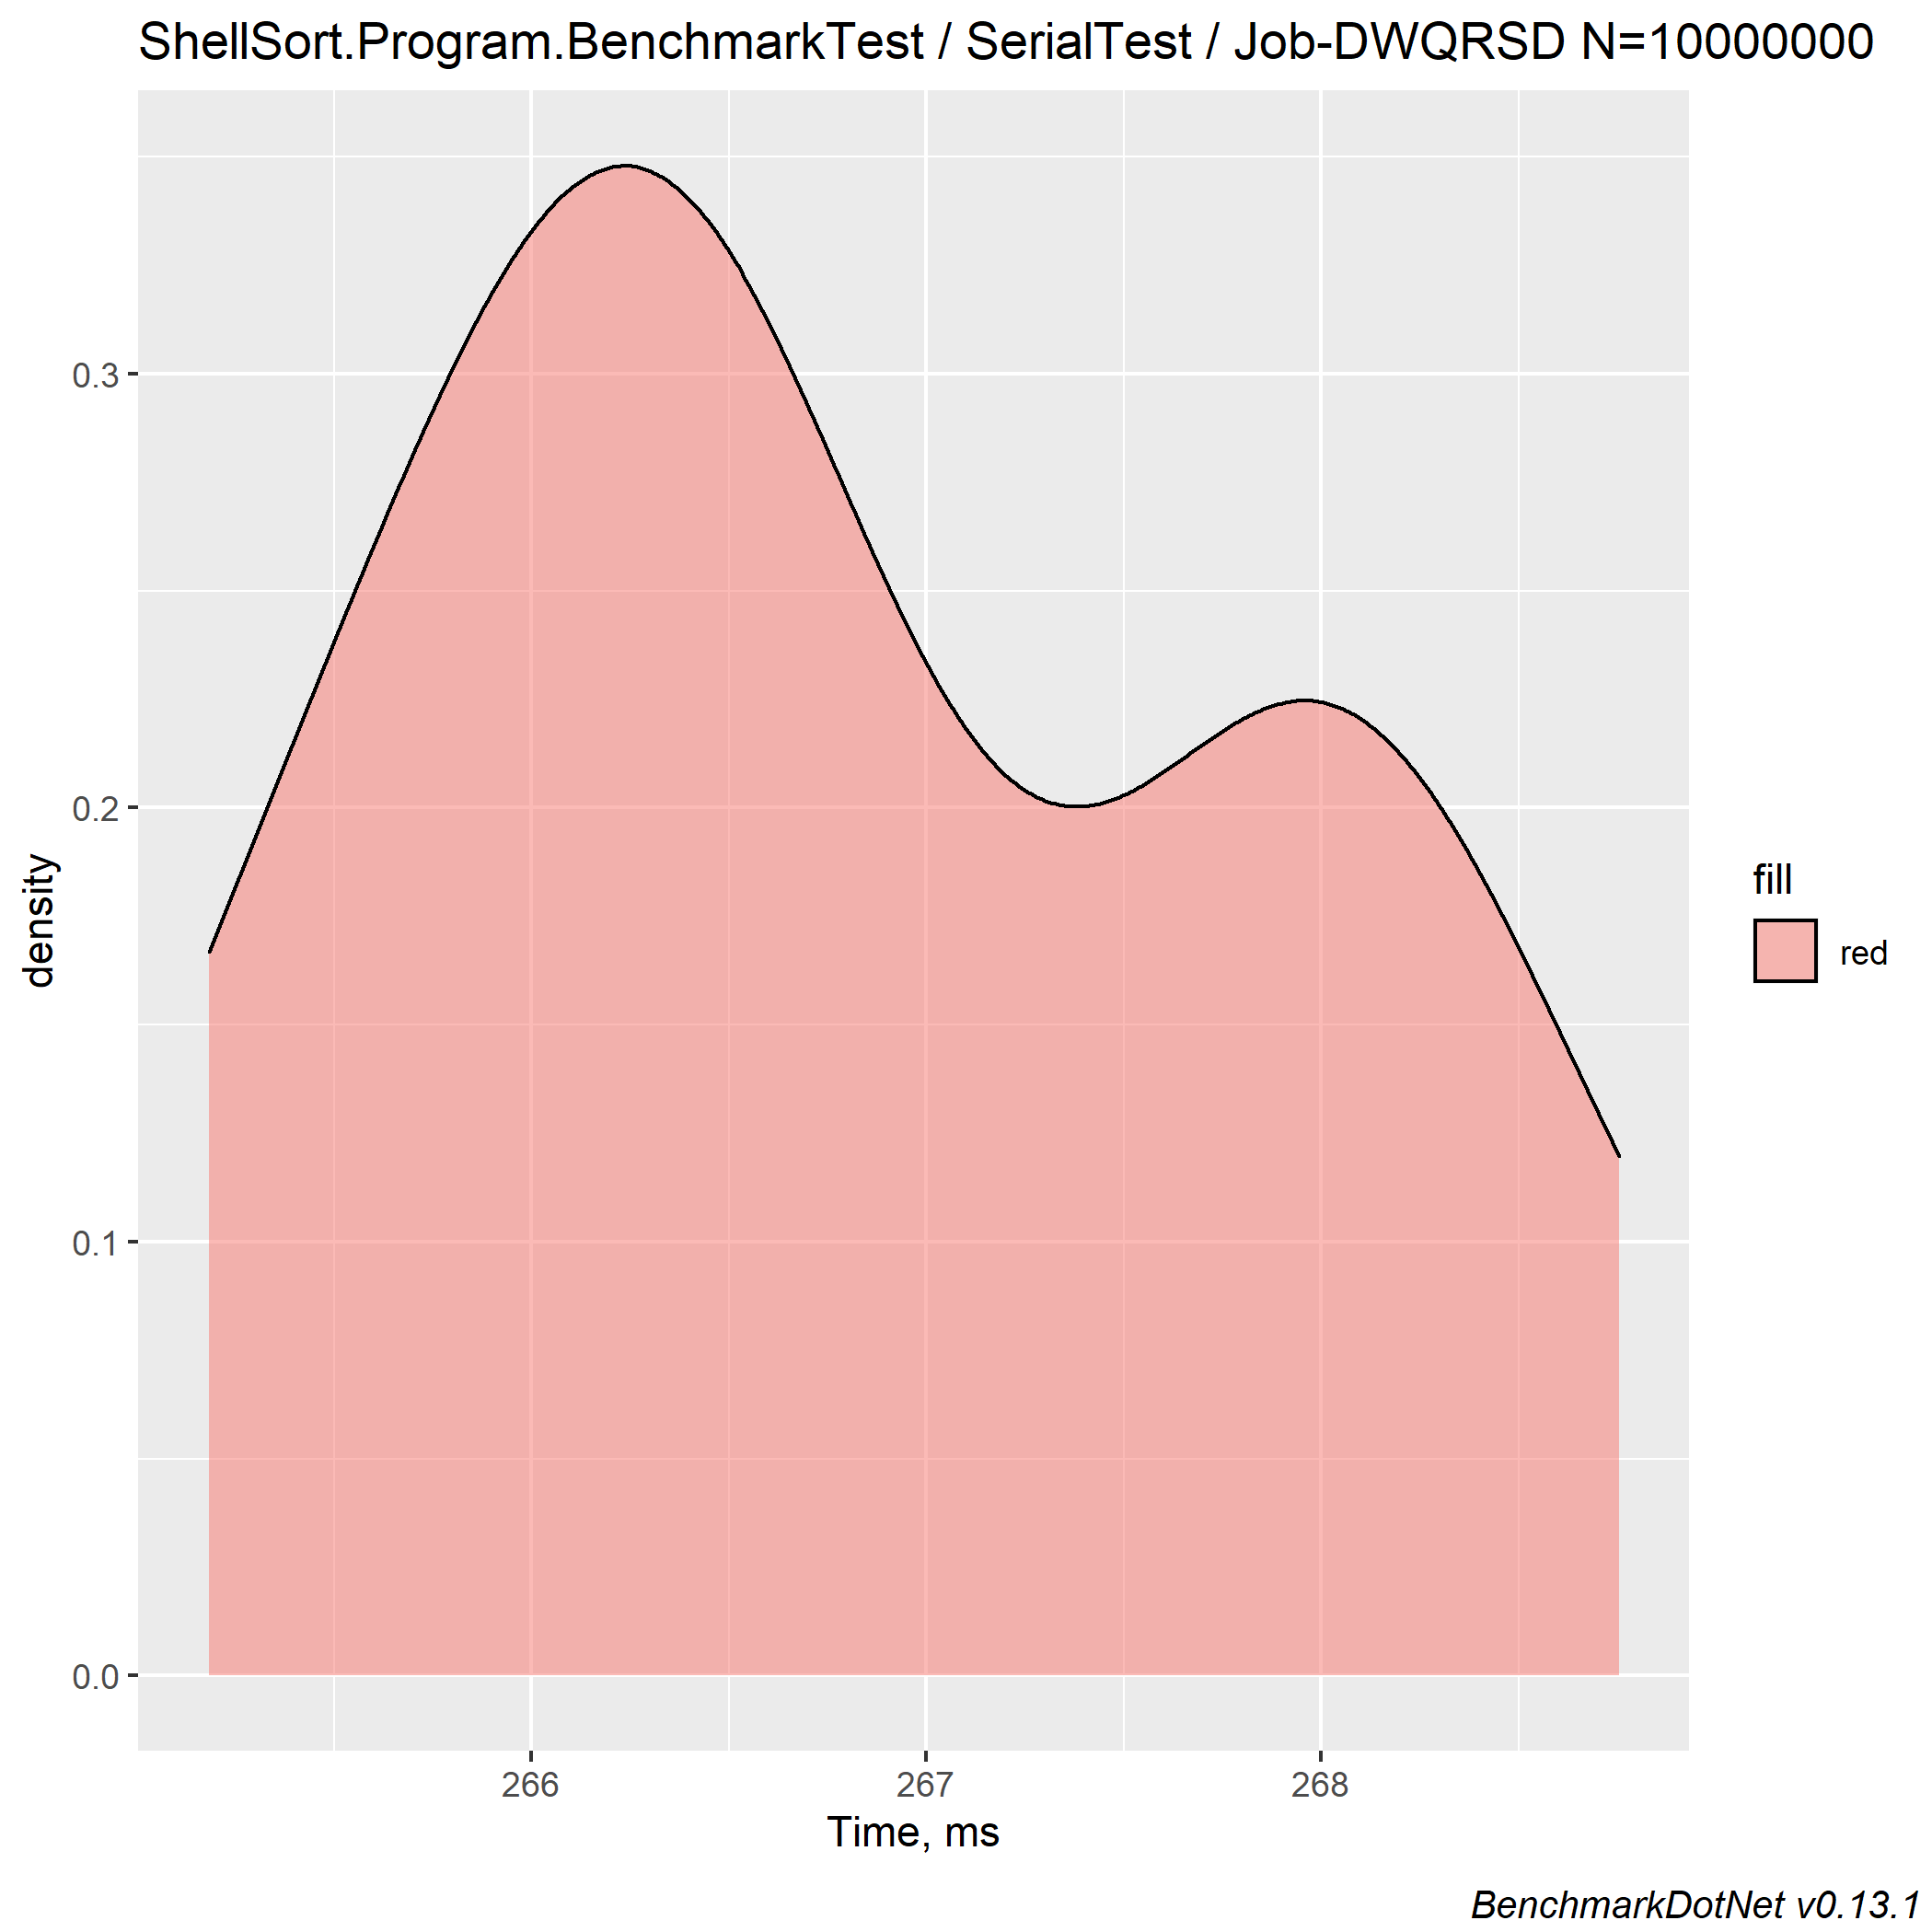 ShellSort.Program.BenchmarkTest / SerialTest / Job-DWQRSD N=10000000
0.3
0.2
0.1
0.0
density
266 267 268
Time, ms
fill
red
BenchmarkDotNet v0.13.1